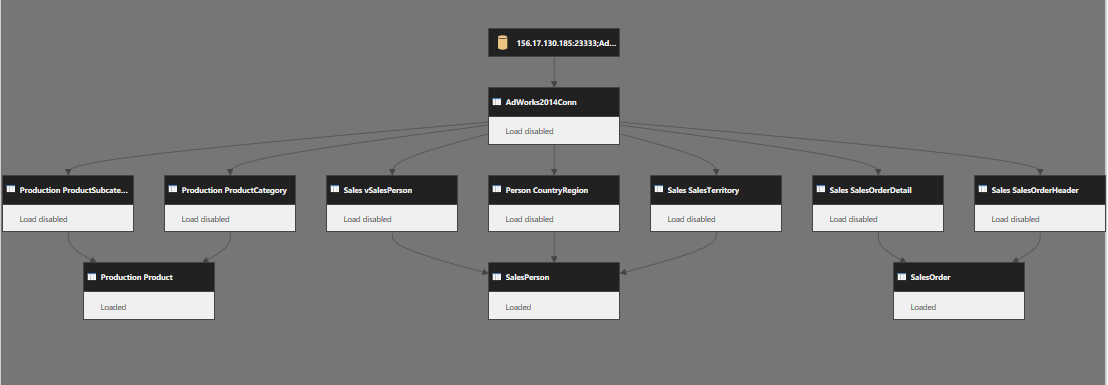 156.17.130.185:23333;Ad...
AdWorks2014Conn
Load disabled
Production ProductSubcate...
Load disabled
Production ProductCategory
Load disabled
Sales vSalesPerson
Load disabled
Person CountryRegion
Load disabled
Sales SalesTerritory
Load disabled
Sales SalesOrderDetail
Load disabled
Sales SalesOrderHeader
Load disabled
Production Product
Loaded
SalesPerson
Loaded
SalesOrder
Loaded